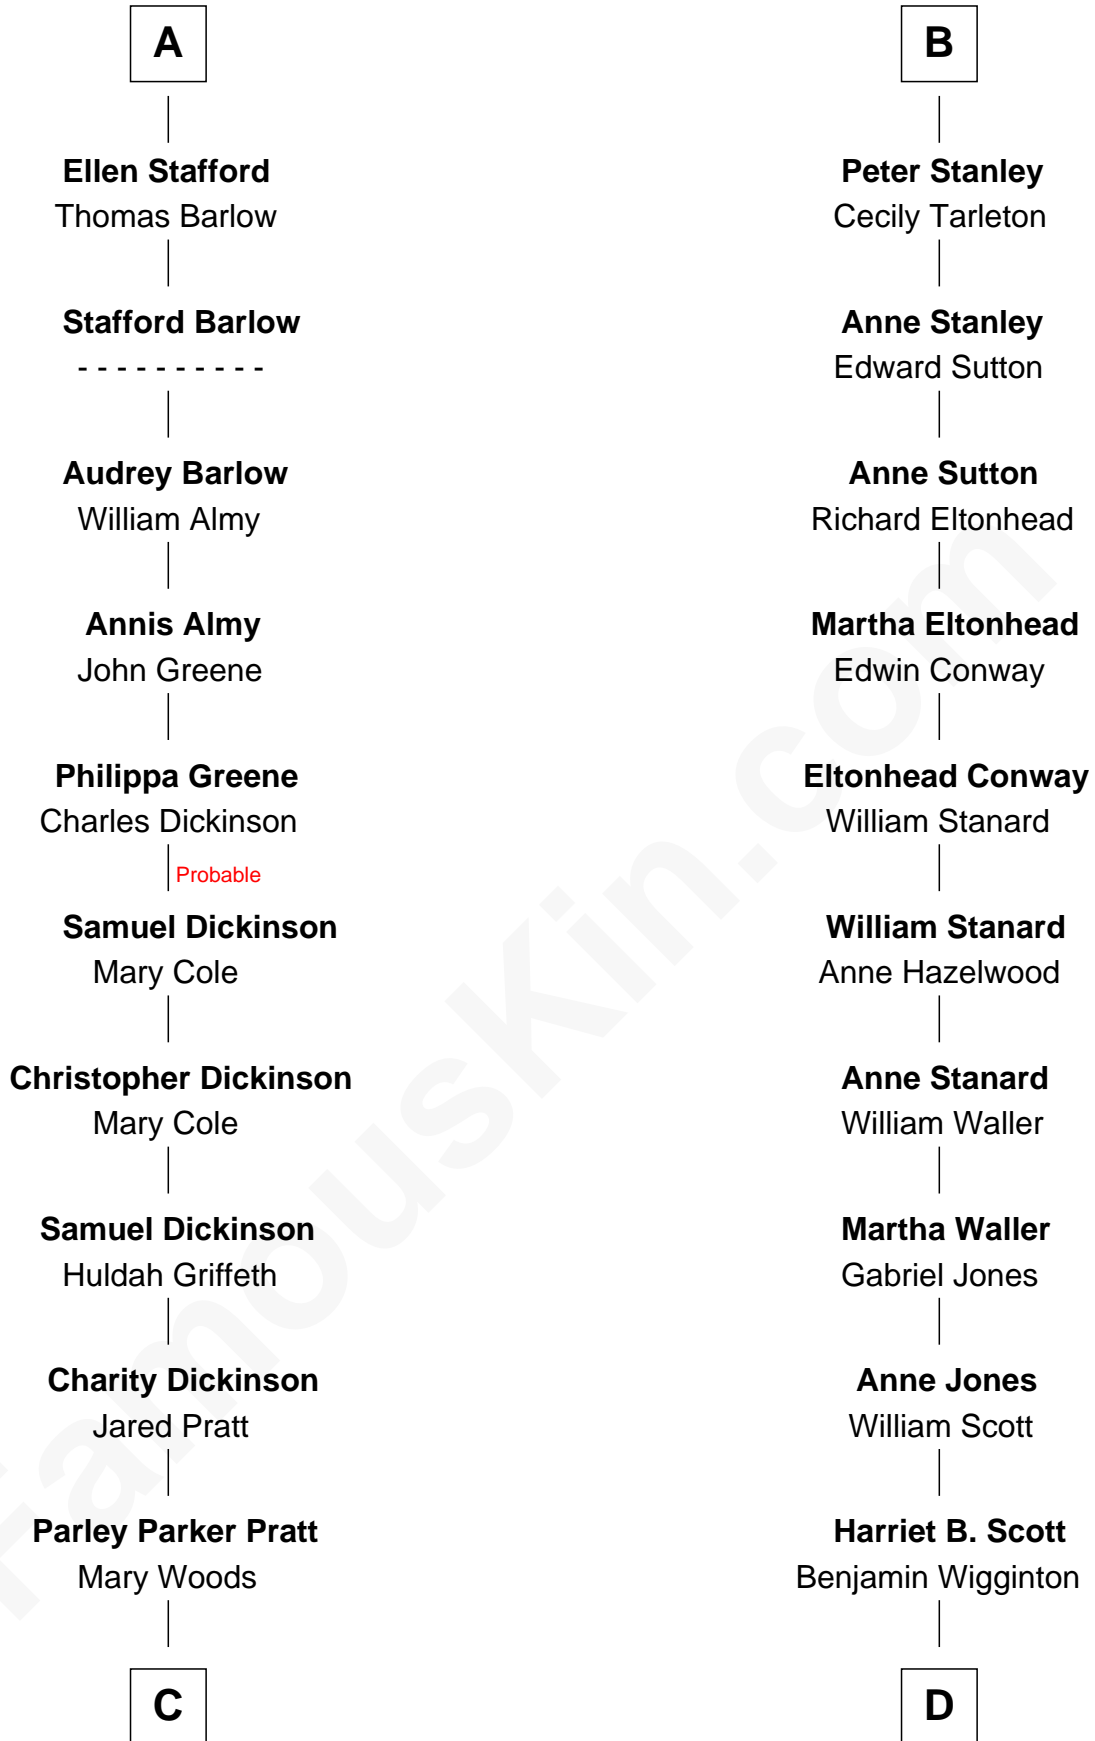 A
Ellen Stafford
Thomas Barlow
Stafford Barlow
- - - - - - - - - -
Audrey Barlow
William Almy
Annis Almy
John Greene
Philippa Greene
Charles Dickinson
Probable
Samuel Dickinson
Mary Cole
Christopher Dickinson
Mary Cole
Samuel Dickinson
Huldah Griffeth
Charity Dickinson
Jared Pratt
Parley Parker Pratt
Mary Woods
C
B
Peter Stanley
Cecily Tarleton
Anne Stanley
Edward Sutton
Anne Sutton
Richard Eltonhead
Martha Eltonhead
Edwin Conway
Eltonhead Conway
William Stanard
William Stanard
Anne Hazelwood
Anne Stanard
William Waller
Martha Waller
Gabriel Jones
Anne Jones
William Scott
Harriet B. Scott
Benjamin Wigginton
D
FamousKin.com